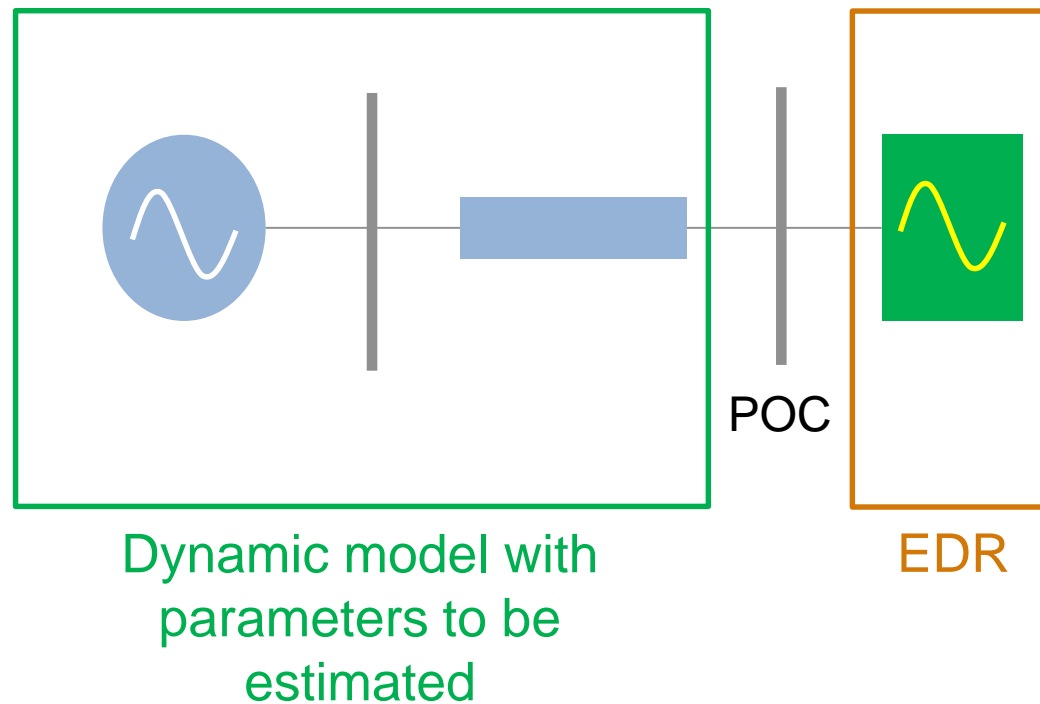 POC
Dynamic model with
parameters to be
estimated
EDR